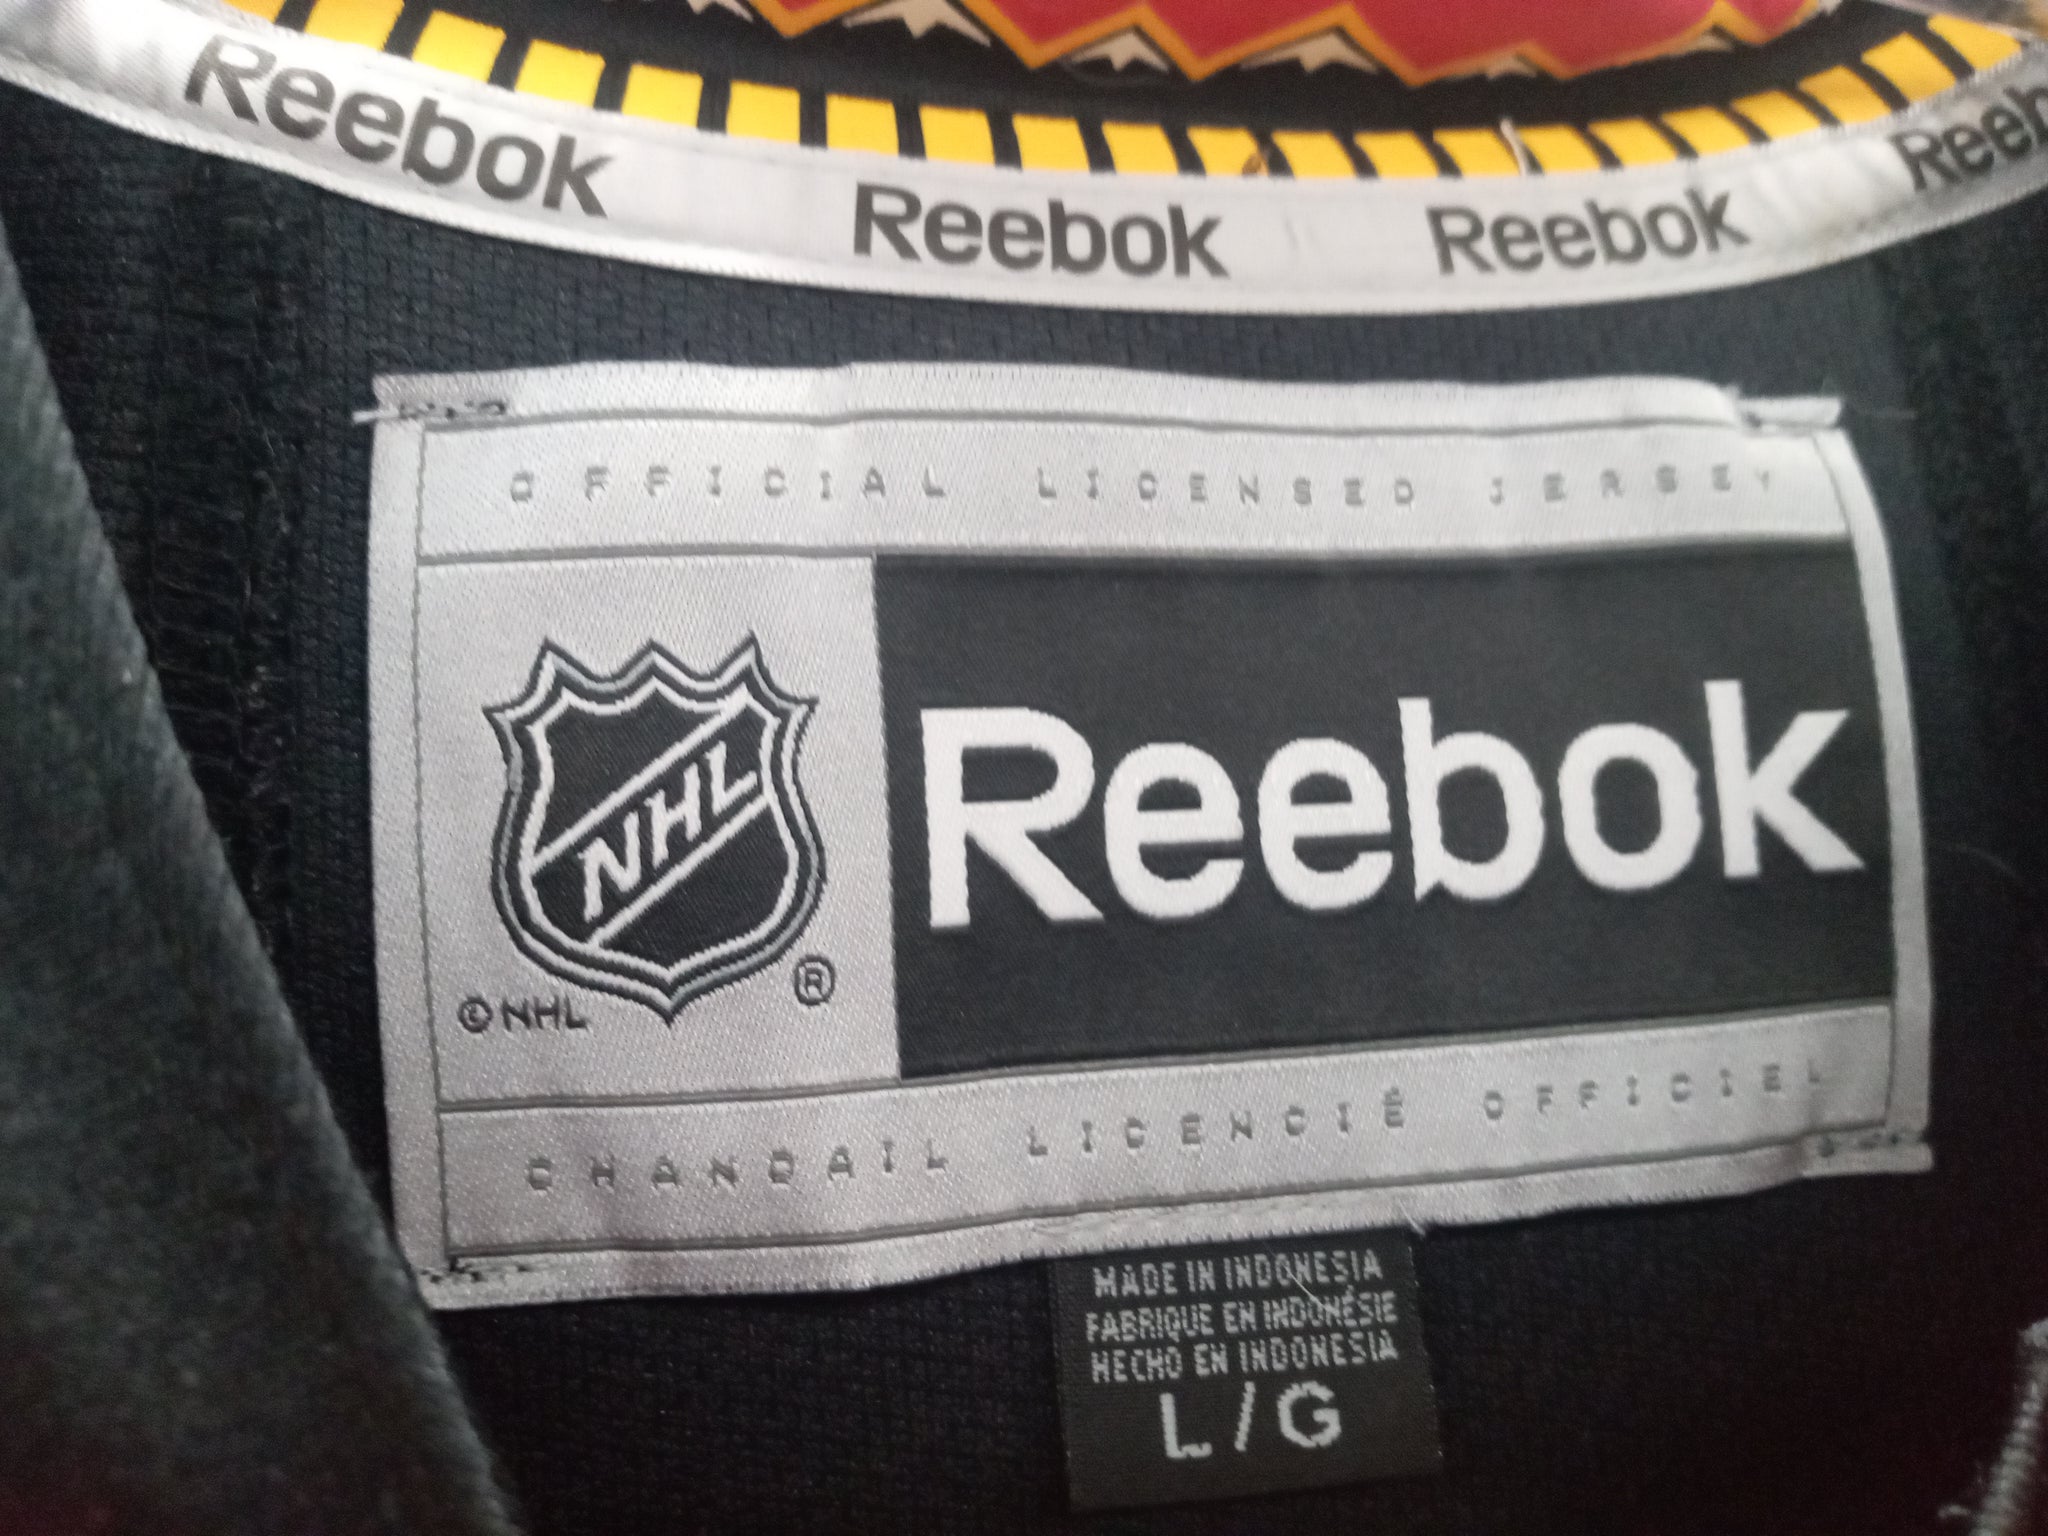 Reebok Reebok Reebok Reeb
OFFICIAL LICENSED JERSEY
NHL
Reebok
®
© NHL
CHANDAIL LICENCIÉ OFFICIEL
MADE IN INDONESIA
FABRIQUE EN INDONÉSIE
HECHO EN INDONESIA
L/G